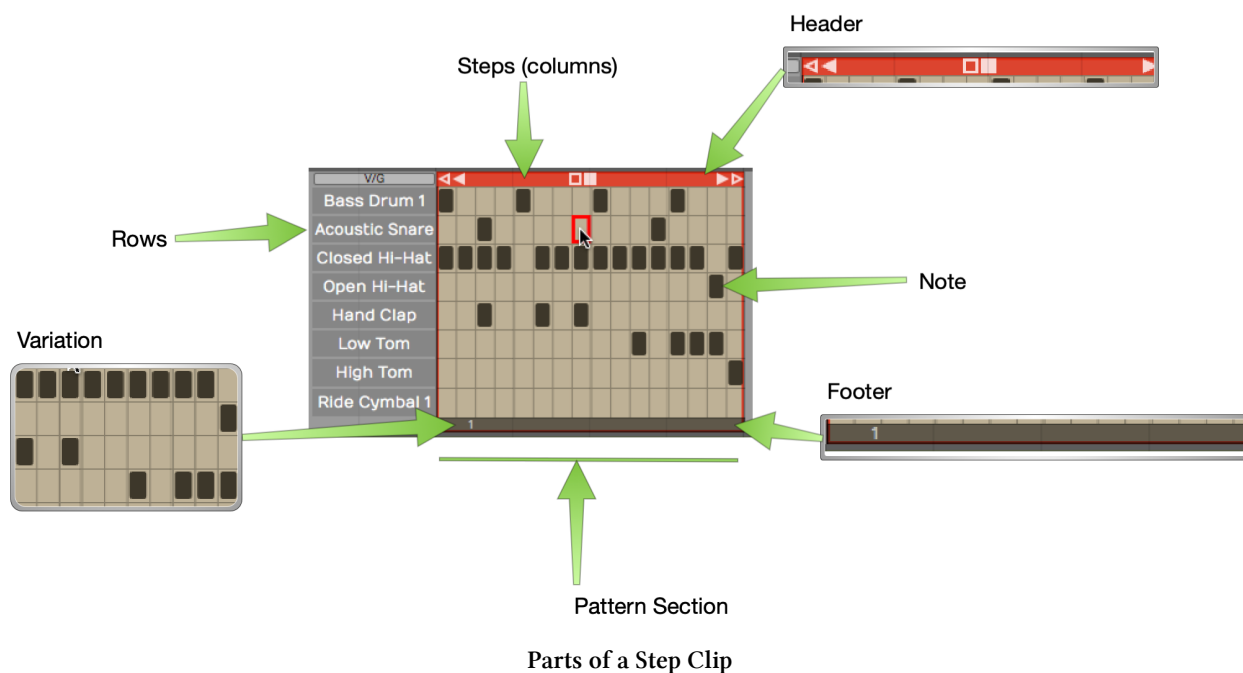 Header
Steps (columns)
V/G
Bass Drum 1
Acoustic Snare
Rows
Closed Hi-Hat
Open Hi-Hat
Note
Hand Clap
Variation
Low Tom
High Tom
Footer
Ride Cymbal 1
1
1
Pattern Section
Parts of a Step Clip